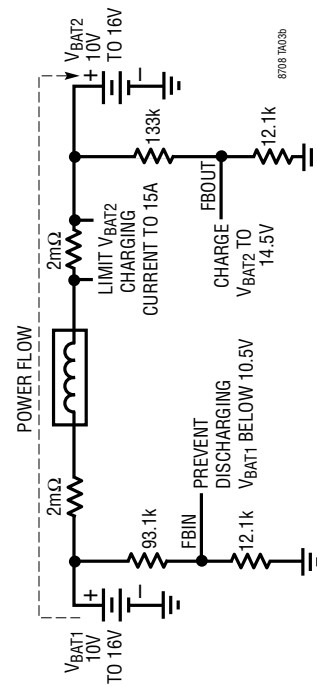 POWER FLOW
VBAT1
10V
TO 16V
+
–
2mΩ
2mΩ
LIMIT VBAT2
CHARGING
CURRENT TO 15A
VBAT2
10V
TO 16V
+
–
93.1k
FBIN
PREVENT
DISCHARGING
VBAT1 BELOW 10.5V
12.1k
133k
FBOUT
CHARGE
VBAT2 TO
14.5V
12.1k
8708 TA03b